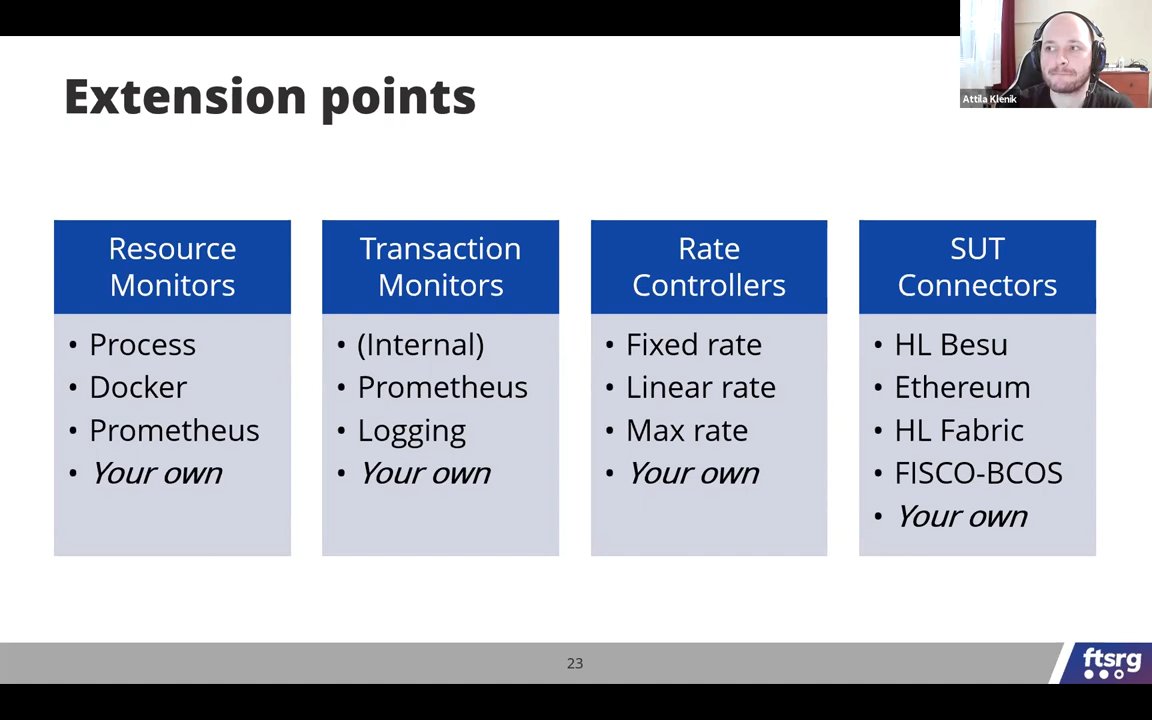 Extension points
Attila Klenik
Resource
Monitors
• Process
• Docker
• Prometheus
• Your own
Transaction
Monitors
• (Internal)
• Prometheus
• Logging
• Your own
Rate
Controllers
• Fixed rate
• Linear rate
• Max rate
• Your own
SUT
Connectors
• HL Besu
• Ethereum
• HL Fabric
• FISCO-BCOS
• Your own
23
ftsrg